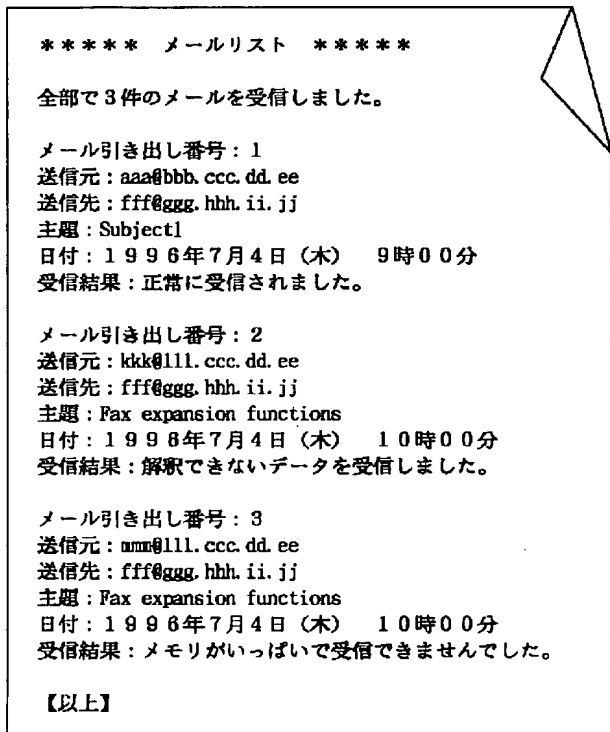 ＊＊＊＊＊　メールリスト　＊＊＊＊＊
全部で３件のメールを受信しました。
メール引き出し番号：１
送信元：aaa@bbb.ccc.dd.ee
送信先：fff@ggg.hhh.ii.jj
主題：Subject1
日付：１９９６年７月４日（木）　９時００分
受信結果：正常に受信されました。
メール引き出し番号：２
送信元：kkk@lll.ccc.dd.ee
送信先：fff@ggg.hhh.ii.jj
主題：Fax expansion functions
日付：１９９６年７月４日（木）　１０時００分
受信結果：解釈できないデータを受信しました。
メール引き出し番号：３
送信元：mmm@lll.ccc.dd.ee
送信先：fff@ggg.hhh.ii.jj
主題：Fax expansion functions
日付：１９９６年７月４日（木）　１０時００分
受信結果：メモリがいっぱいで受信できませんでした。
【以上】